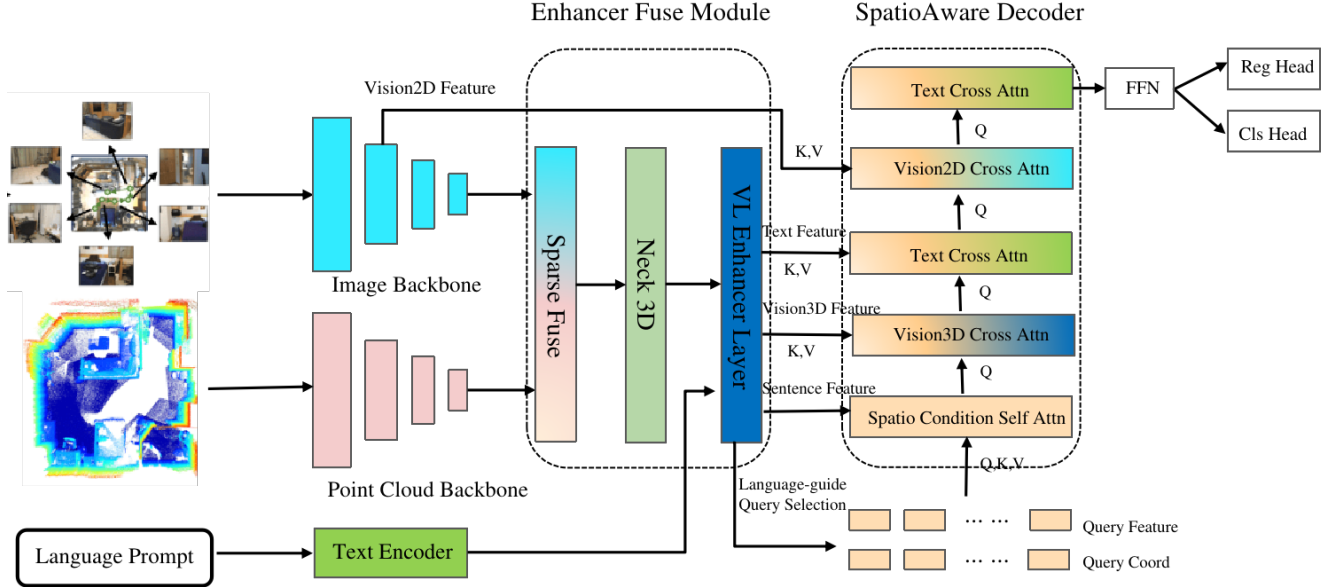 Enhancer Fuse Module
SpatioAware Decoder
Vision2D Feature
Text Cross Attn
FFN
Reg Head
Cls Head
Q
K,V
Vision2D Cross Attn
Q
Sparse Fuse
Neck 3D
VL Enhancer Layer
Text Feature
K,V
Text Cross Attn
Image Backbone
Q
Vision3D Feature
K,V
Vision3D Cross Attn
Q
Sentence Feature
Spatio Condition Self Attn
Q,K,V
Point Cloud Backbone
Language-guide
Query Selection
... ...
Query Feature
... ...
Query Coord
Language Prompt
Text Encoder